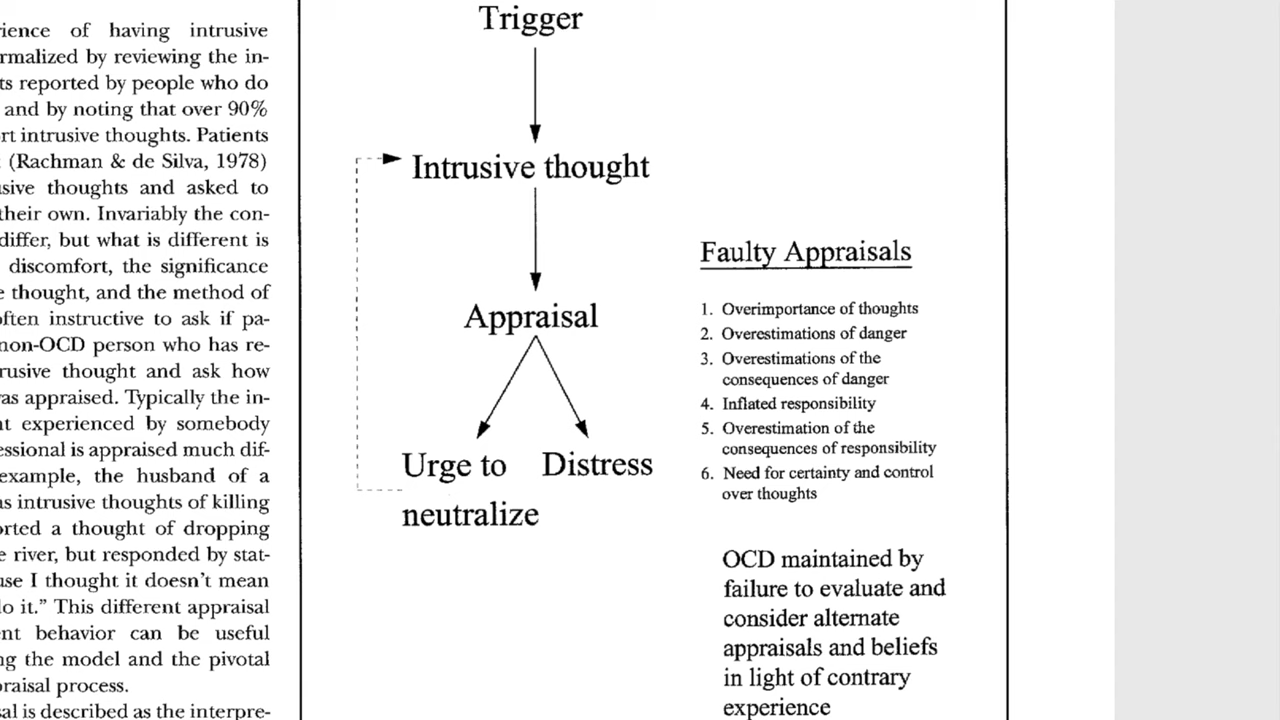 rience of having intrusive
rmalized by reviewing the in-
ts reported by people who do
and by noting that over 90%
rt intrusive thoughts. Patients
(Rachman & de Silva, 1978)
sive thoughts and asked to
their own. Invariably the con-
differ, but what is different is
discomfort, the significance
e thought, and the method of
often instructive to ask if pa-
non-OCD person who has re-
rusive thought and ask how
was appraised. Typically the in-
nt experienced by somebody
essional is appraised much dif-
example, the husband of a
as intrusive thoughts of killing
orted a thought of dropping
e river, but responded by stat-
use I thought it doesn't mean
do it.” This different appraisal
ent behavior can be useful
ng the model and the pivotal
praisal process.
sal is described as the interpre-
Trigger
Intrusive thought
Appraisal
Urge to
neutralize
Distress
Faulty Appraisals
1. Overimportance of thoughts
2. Overestimations of danger
3. Overestimations of the
consequences of danger
4. Inflated responsibility
5. Overestimation of the
consequences of responsibility
6. Need for certainty and control
over thoughts
OCD maintained by
failure to evaluate and
consider alternate
appraisals and beliefs
in light of contrary
experience